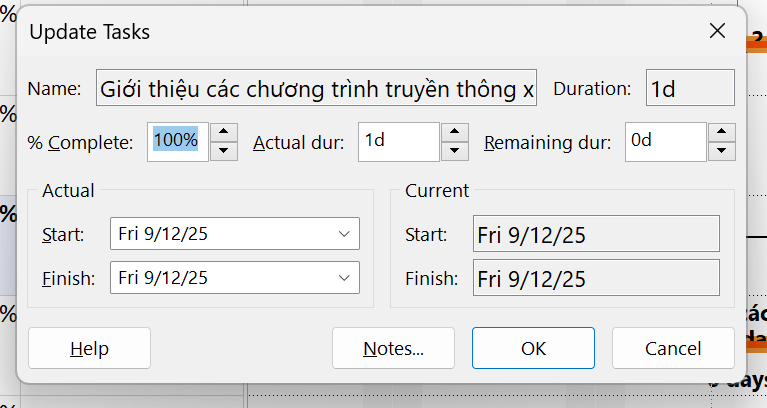 Update Tasks
Name: Giới thiệu các chương trình truyền thông x Duration: 1d
% Complete: 100% Actual dur: 1d Remaining dur: 0d
Actual
Start: Fri 9/12/25
Finish: Fri 9/12/25
Current
Start: Fri 9/12/25
Finish: Fri 9/12/25
Help Notes... OK Cancel
days